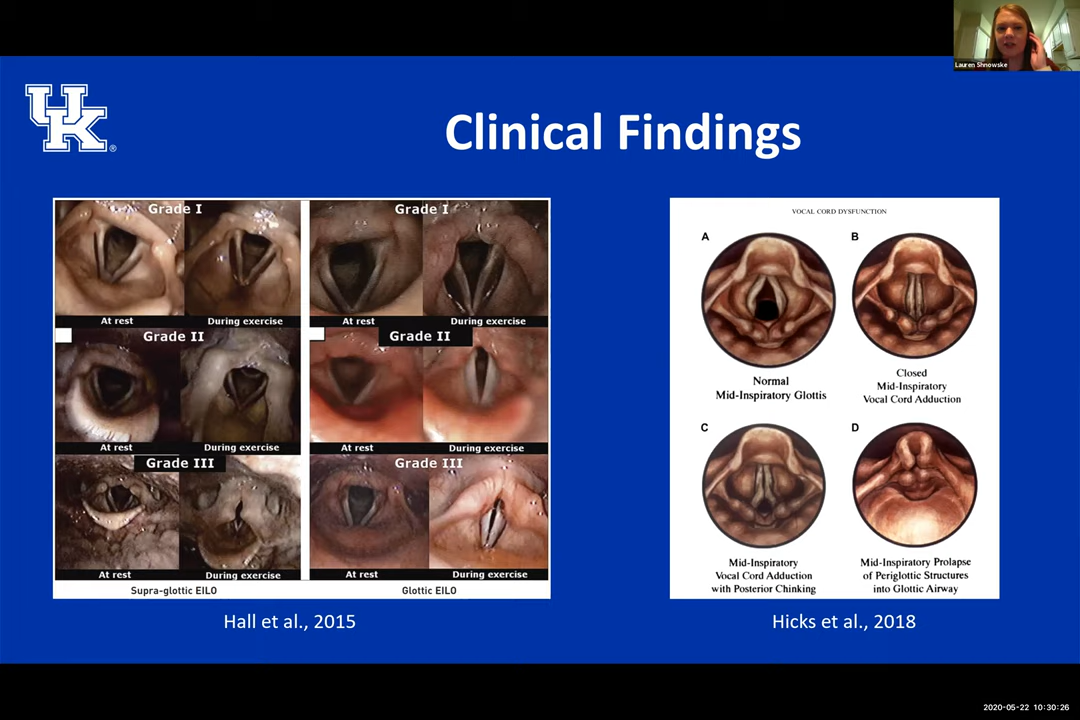 Lauren Shnowske
UK
®
Clinical Findings
Grade I
At rest
During exercise
Grade II
At rest
During exercise
Grade III
At rest
During exercise
Supra-glottic EILO
Grade I
At rest
During exercise
Grade II
At rest
During exercise
Grade III
At rest
During exercise
Glottic EILO
Hall et al., 2015
VOCAL CORD DYSFUNCTION
A
Normal
Mid-Inspiratory Glottis
B
Closed
Mid-Inspiratory
Vocal Cord Adduction
C
Mid-Inspiratory
Vocal Cord Adduction
with Posterior Chinking
D
Mid-Inspiratory Prolapse
of Periglottic Structures
into Glottic Airway
Hicks et al., 2018
2020-05-22 10:30:26